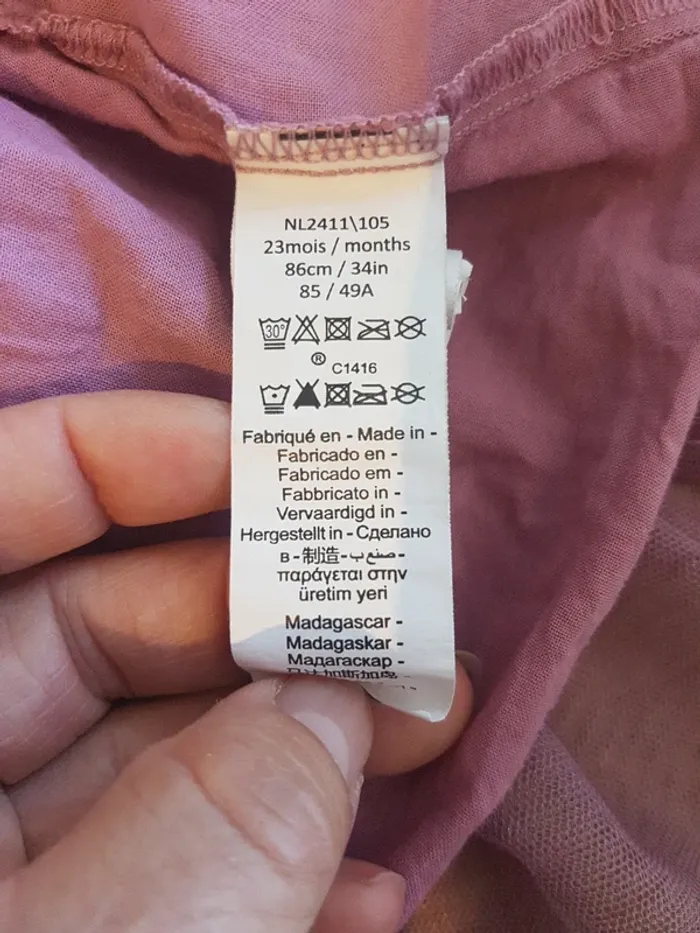 NL2411\105
23mois / months
86cm / 34in
85 / 49A
30°
® C1416
Fabriqué en - Made in -
Fabricado en -
Fabricado em -
Fabbricato in -
Vervaardigd in -
Hergestellt in - Сделано
в - 制造 - صنع ب -
παράγεται στην
üretim yeri
Madagascar -
Madagaskar -
Мадагаскар -